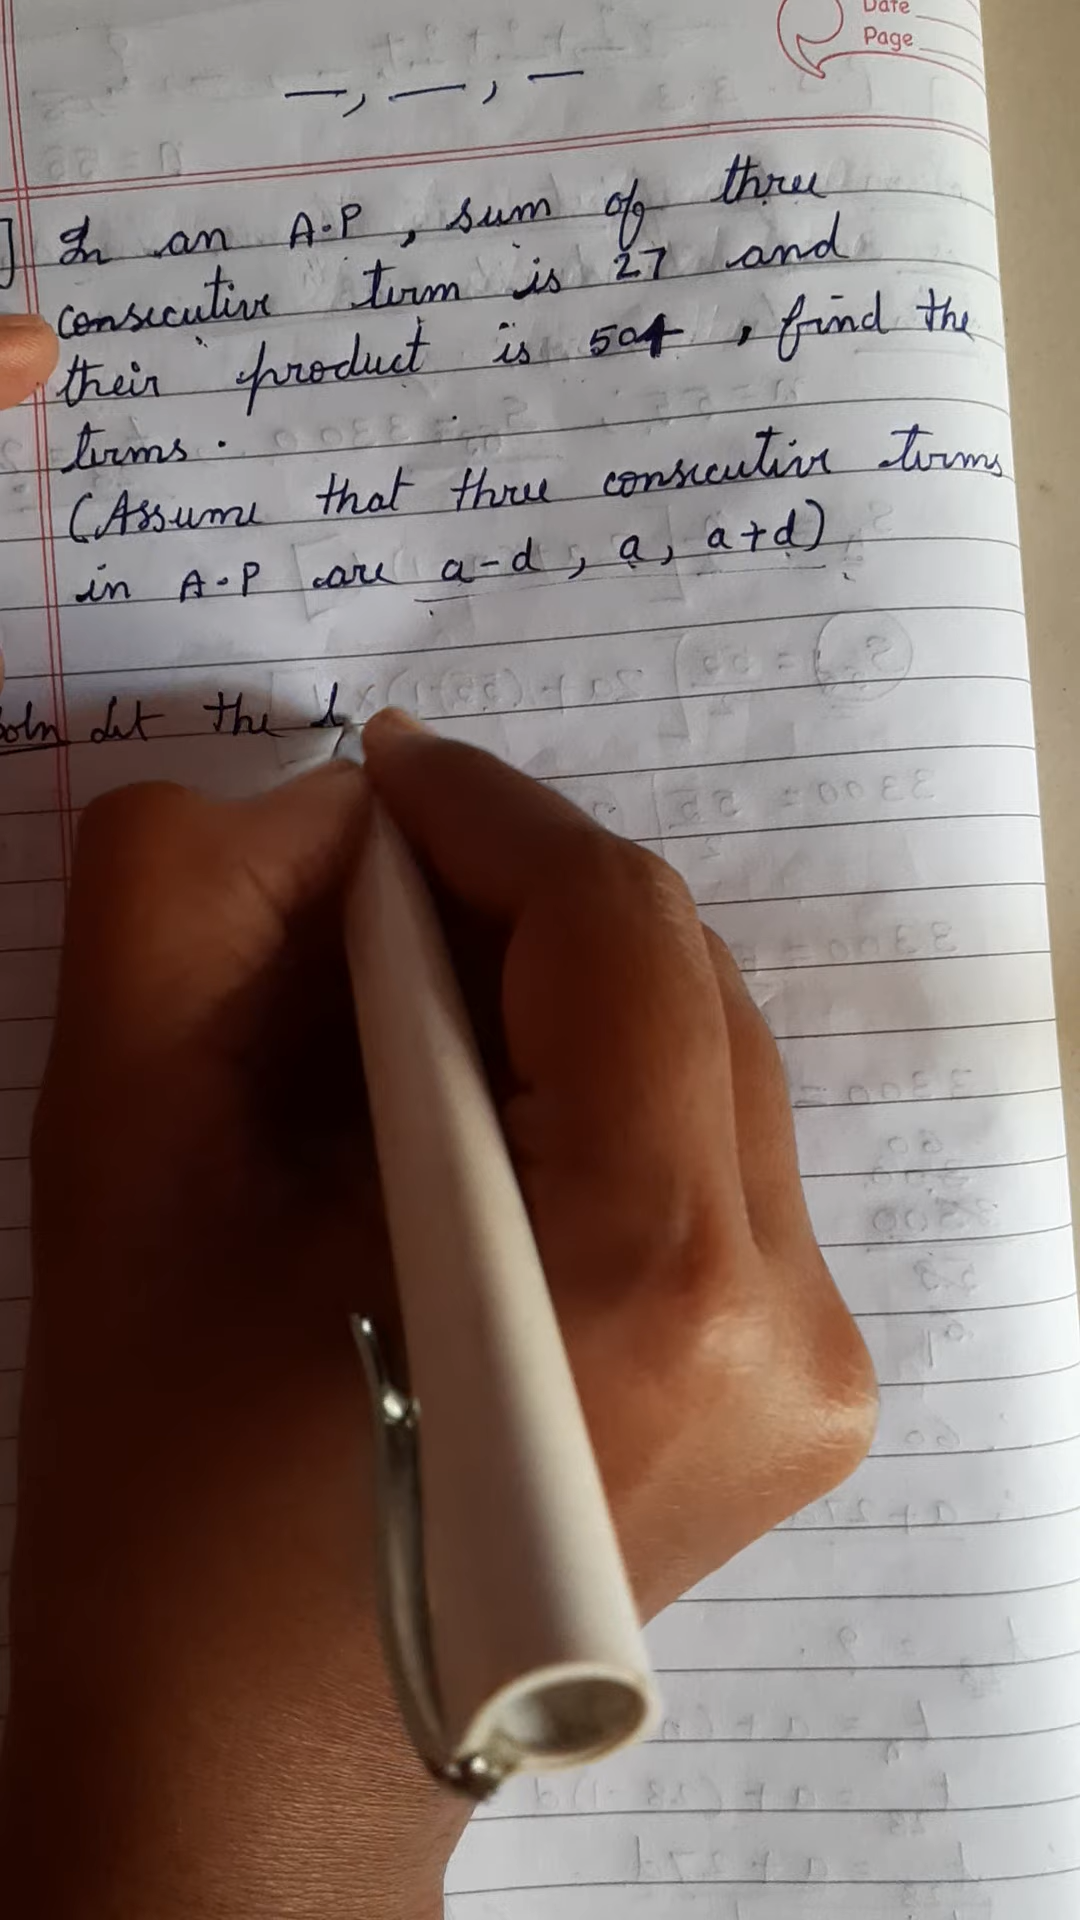 Date
Page
In an A.P, sum of three
consecutive term is 27 and
their product is 504, find the
terms.
(Assume that three consecutive terms
in A.P are a-d, a, a+d)
Soln Let the